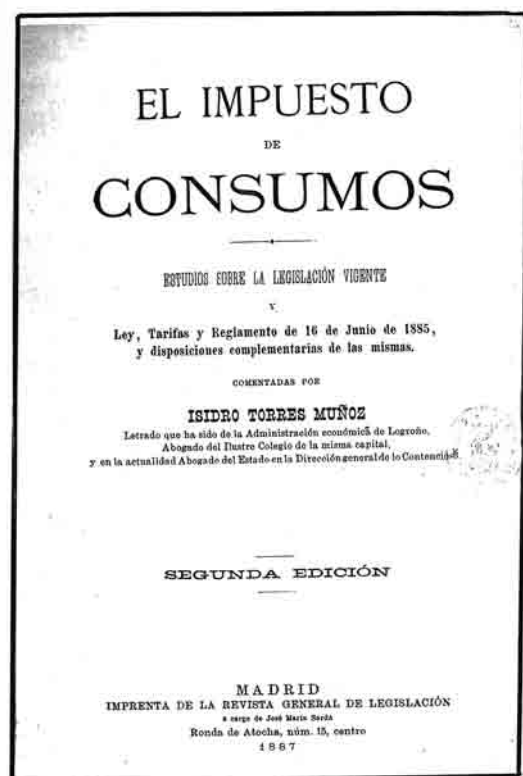 EL IMPUESTO
DE
CONSUMOS
ESTUDIOS SOBRE LA LEGISLACIÓN VIGENTE
Y
Ley, Tarifas y Reglamento de 16 de Junio de 1885,
y disposiciones complementarias de las mismas.
COMENTADAS POR
ISIDRO TORRES MUÑOZ
Letrado que ha sido de la Administración económica de Logroño,
Abogado del Ilustre Colegio de la misma capital,
y en la actualidad Abogado del Estado en la Dirección general de lo Contencioso.
SEGUNDA EDICIÓN
MADRID
IMPRENTA DE LA REVISTA GENERAL DE LEGISLACIÓN
a cargo de José María Sardá
Ronda de Atocha, núm. 15, centro
1887